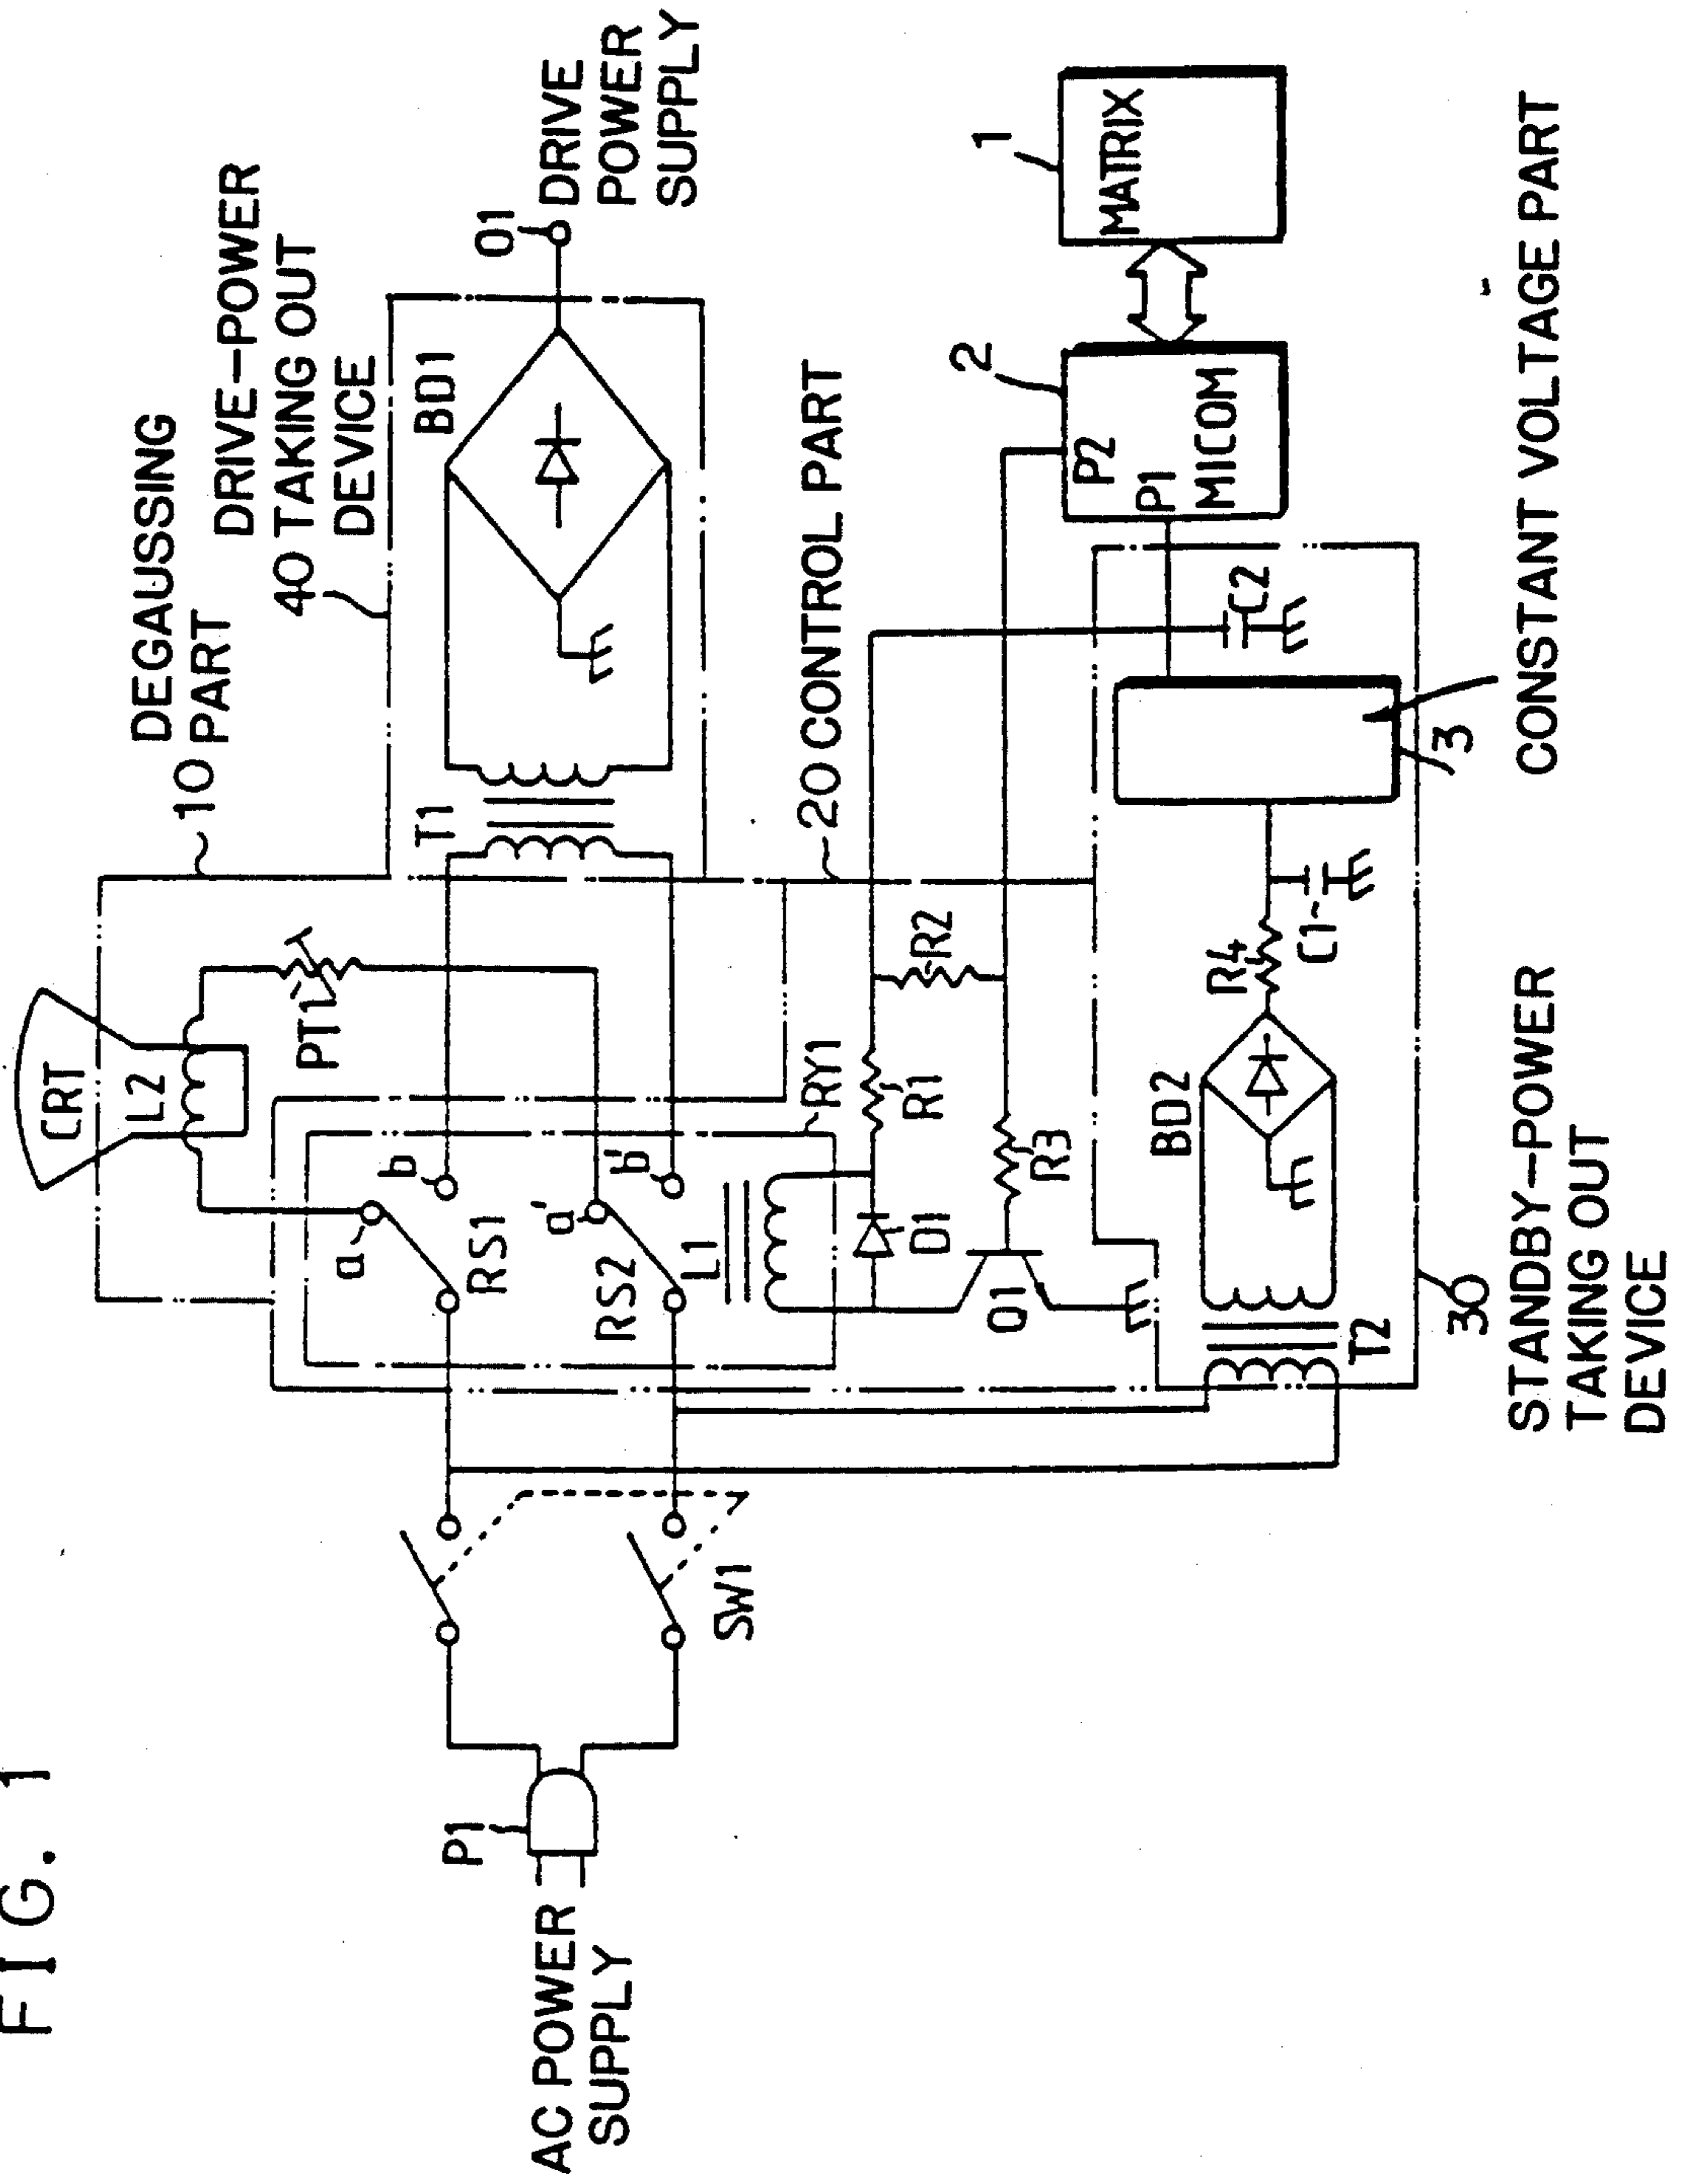 FIG. 1
CRT
L2
PT1
10
DEGAUSSING
PART
40
DRIVE-POWER
TAKING OUT
DEVICE
a
b
RS1
a'
b'
RS2
L1
RY1
T1
BD1
O1
DRIVE
POWER
SUPPLY
AC POWER
SUPPLY
P1
SW1
20 CONTROL PART
D1
R1
R2
R3
Q1
T2
BD2
R4
C1
C2
3
CONSTANT VOLTAGE PART
2
P2
P1
MICOM
1
MATRIX
30
STANDBY-POWER
TAKING OUT
DEVICE